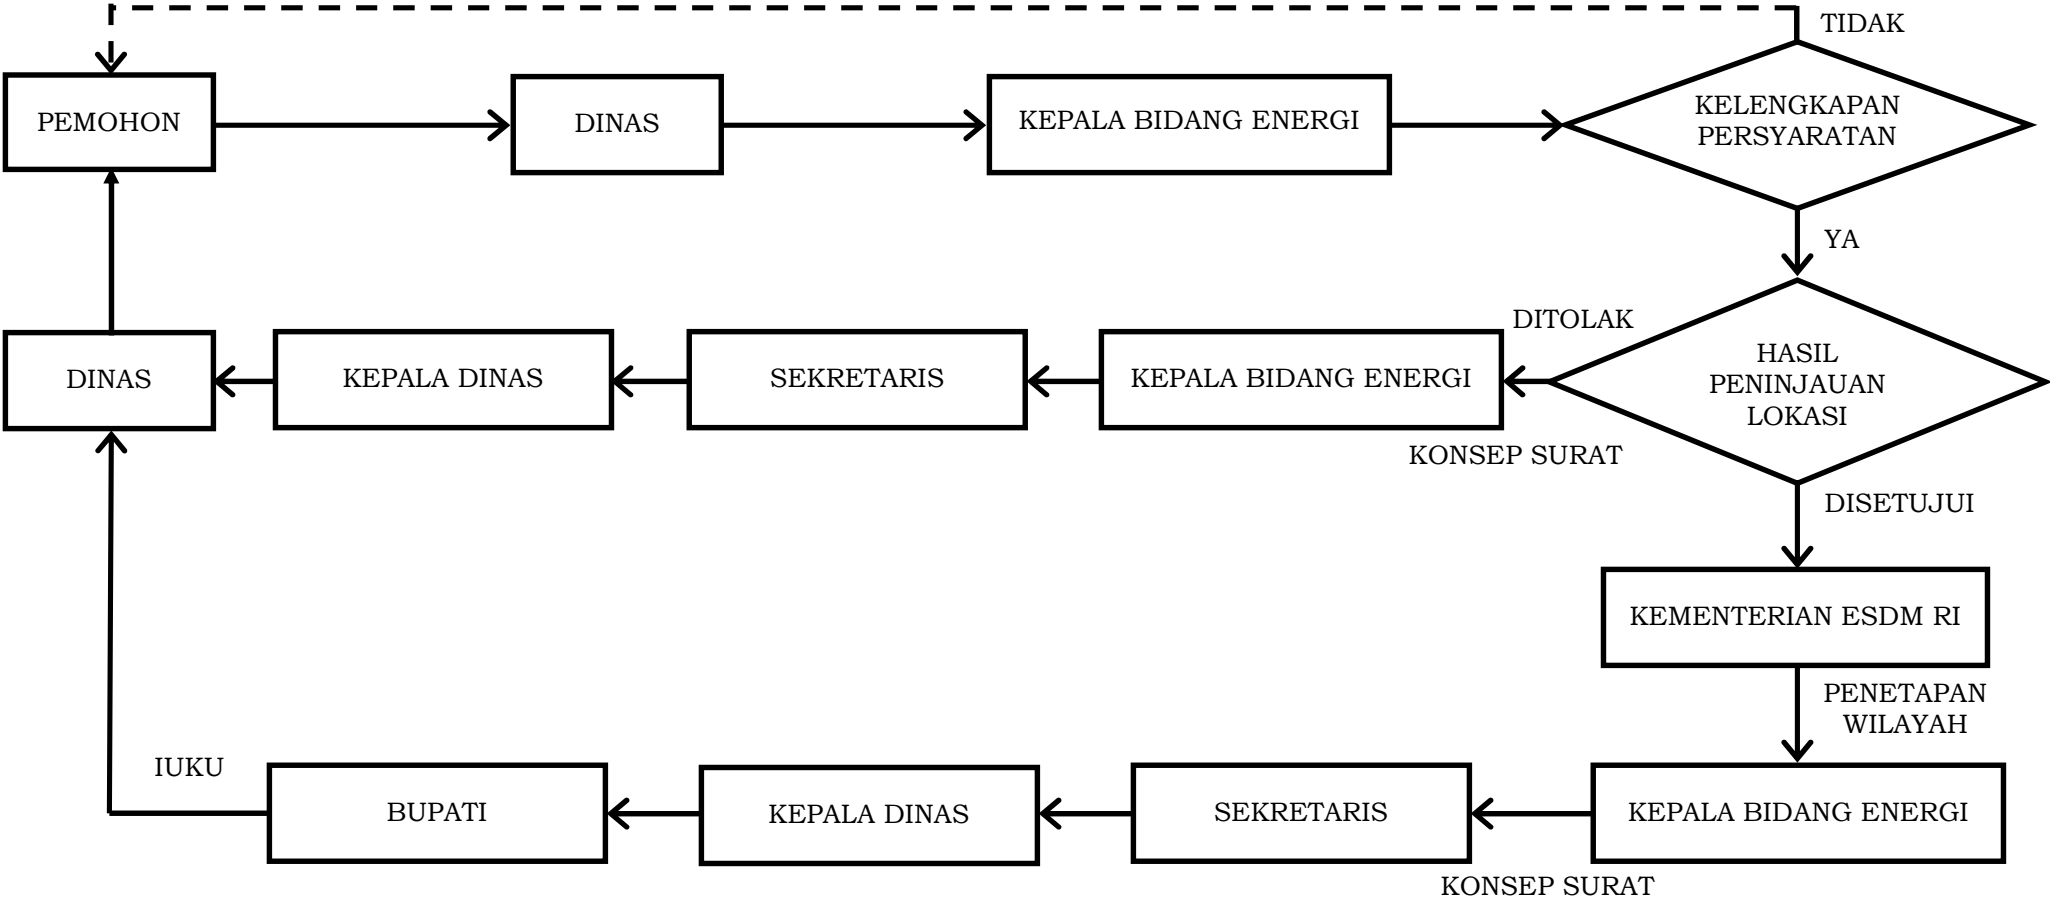 TIDAK
PEMOHON
DINAS
KEPALA BIDANG ENERGI
KELENGKAPAN
PERSYARATAN
YA
DITOLAK
DINAS
KEPALA DINAS
SEKRETARIS
KEPALA BIDANG ENERGI
HASIL
PENINJAUAN
LOKASI
KONSEP SURAT
DISETUJUI
KEMENTERIAN ESDM RI
PENETAPAN
WILAYAH
IUKU
BUPATI
KEPALA DINAS
SEKRETARIS
KEPALA BIDANG ENERGI
KONSEP SURAT